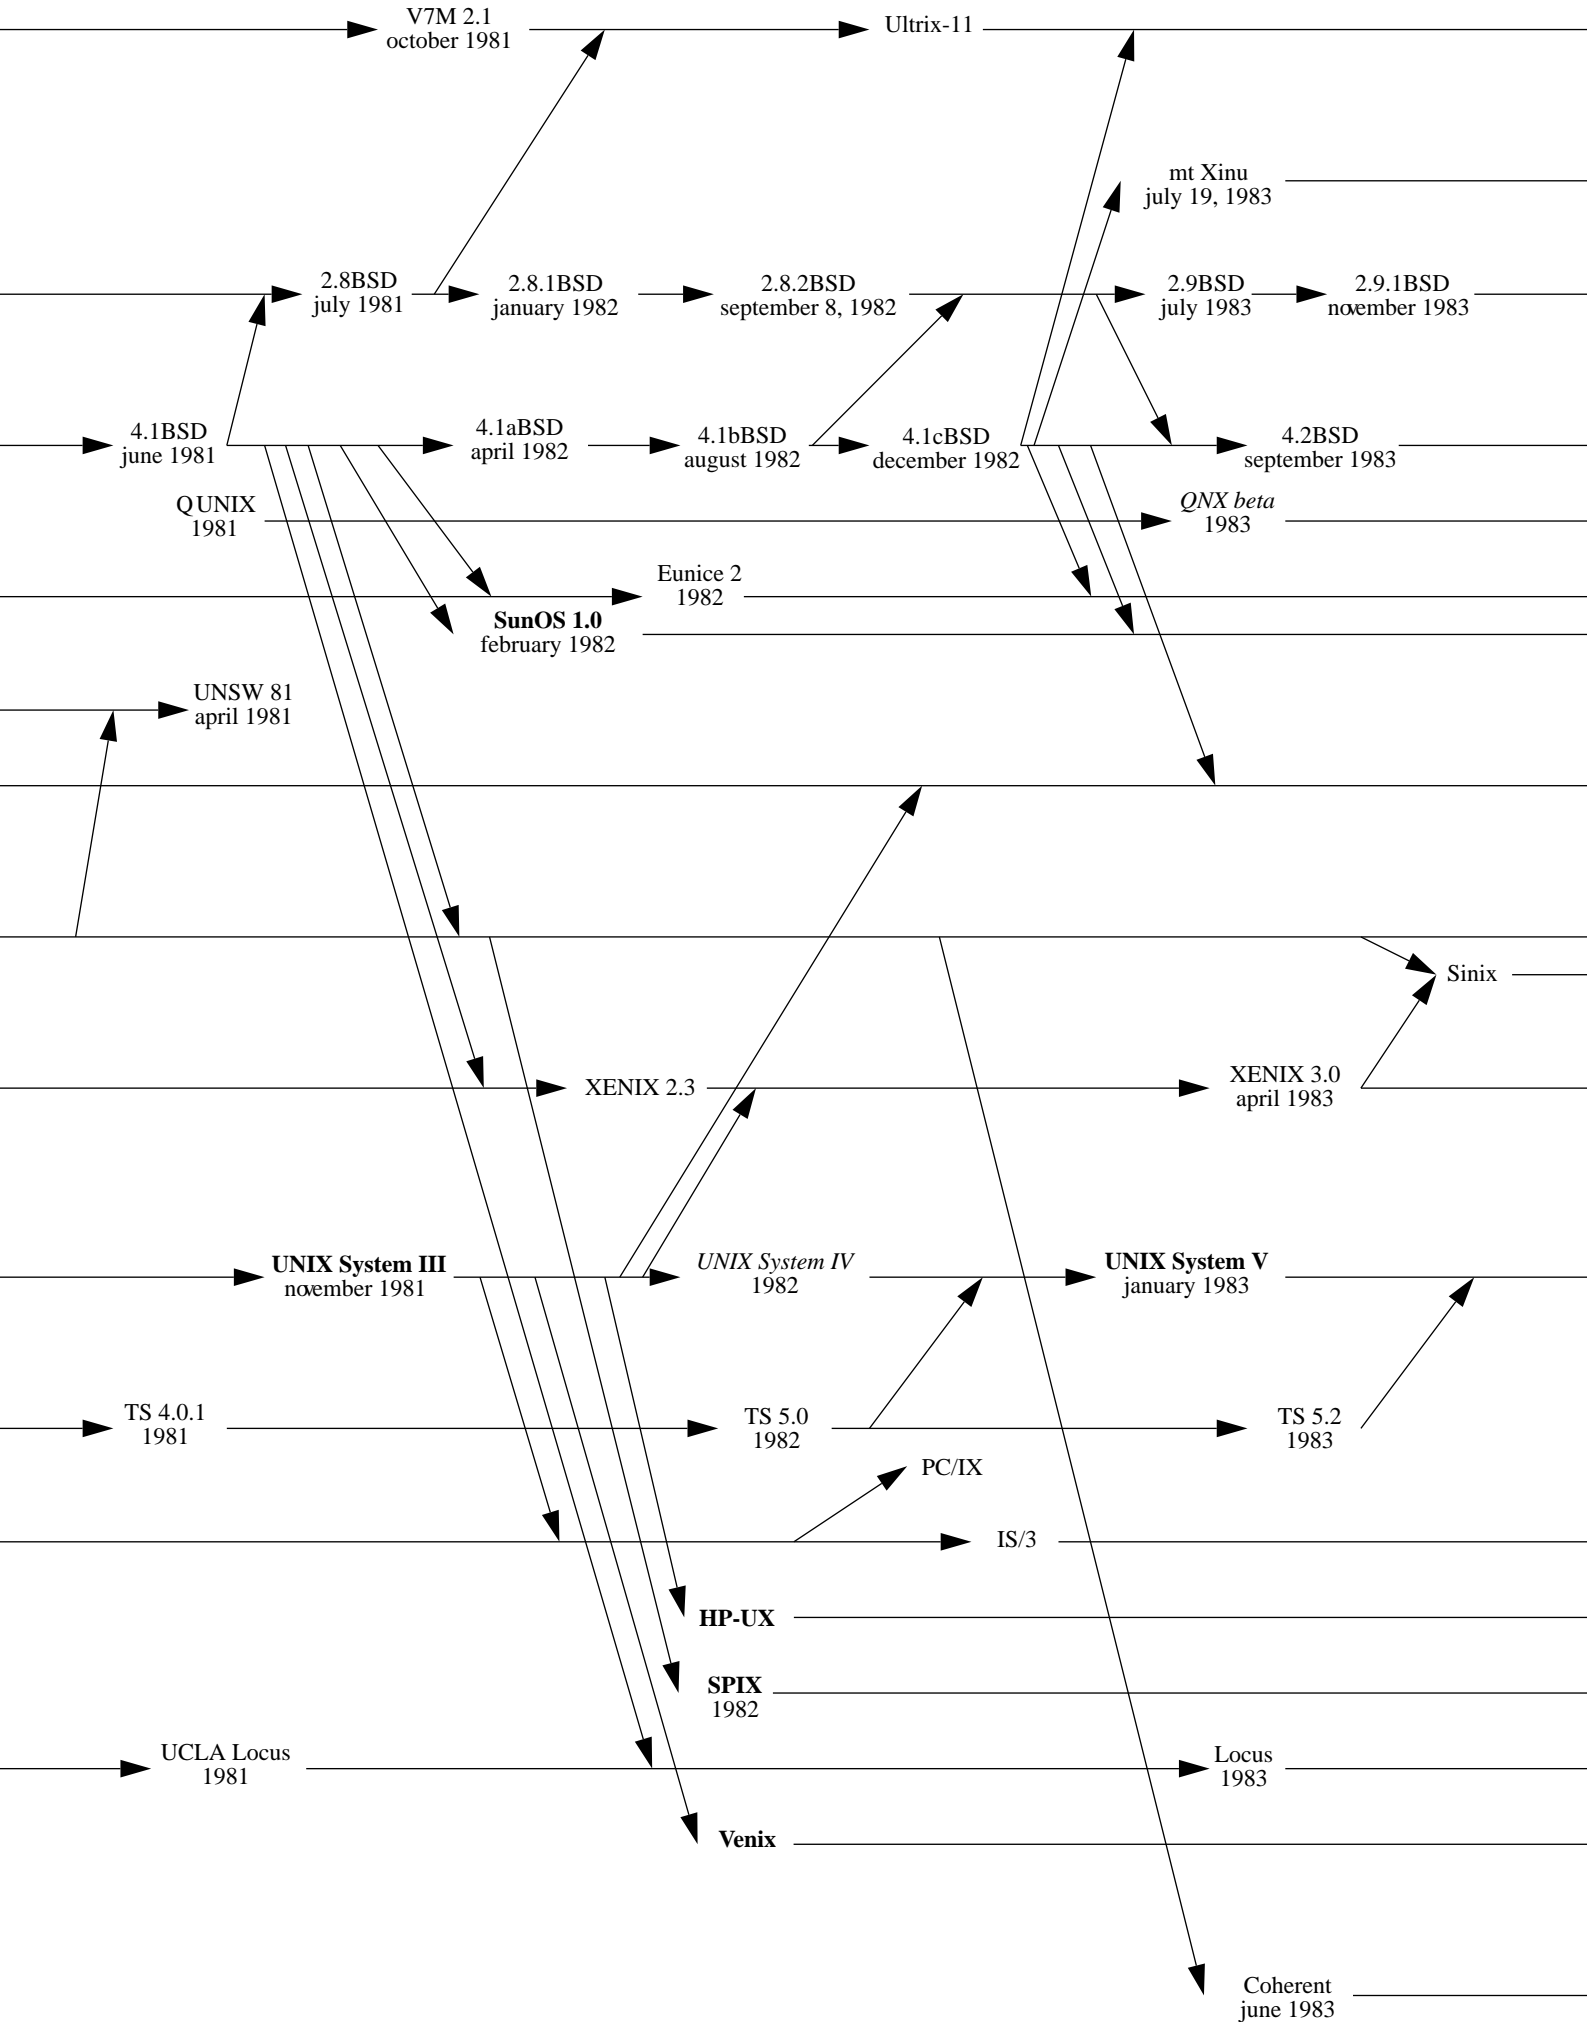 V7M 2.1
october 1981
Ultrix-11
mt Xinu
july 19, 1983
2.8BSD
july 1981
2.8.1BSD
january 1982
2.8.2BSD
september 8, 1982
2.9BSD
july 1983
2.9.1BSD
november 1983
4.1BSD
june 1981
4.1aBSD
april 1982
4.1bBSD
august 1982
4.1cBSD
december 1982
4.2BSD
september 1983
QUNIX
1981
QNX beta
1983
Eunice 2
1982
SunOS 1.0
february 1982
UNSW 81
april 1981
Sinix
XENIX 2.3
XENIX 3.0
april 1983
UNIX System III
november 1981
UNIX System IV
1982
UNIX System V
january 1983
TS 4.0.1
1981
TS 5.0
1982
TS 5.2
1983
PC/IX
IS/3
HP-UX
SPIX
1982
UCLA Locus
1981
Locus
1983
Venix
Coherent
june 1983